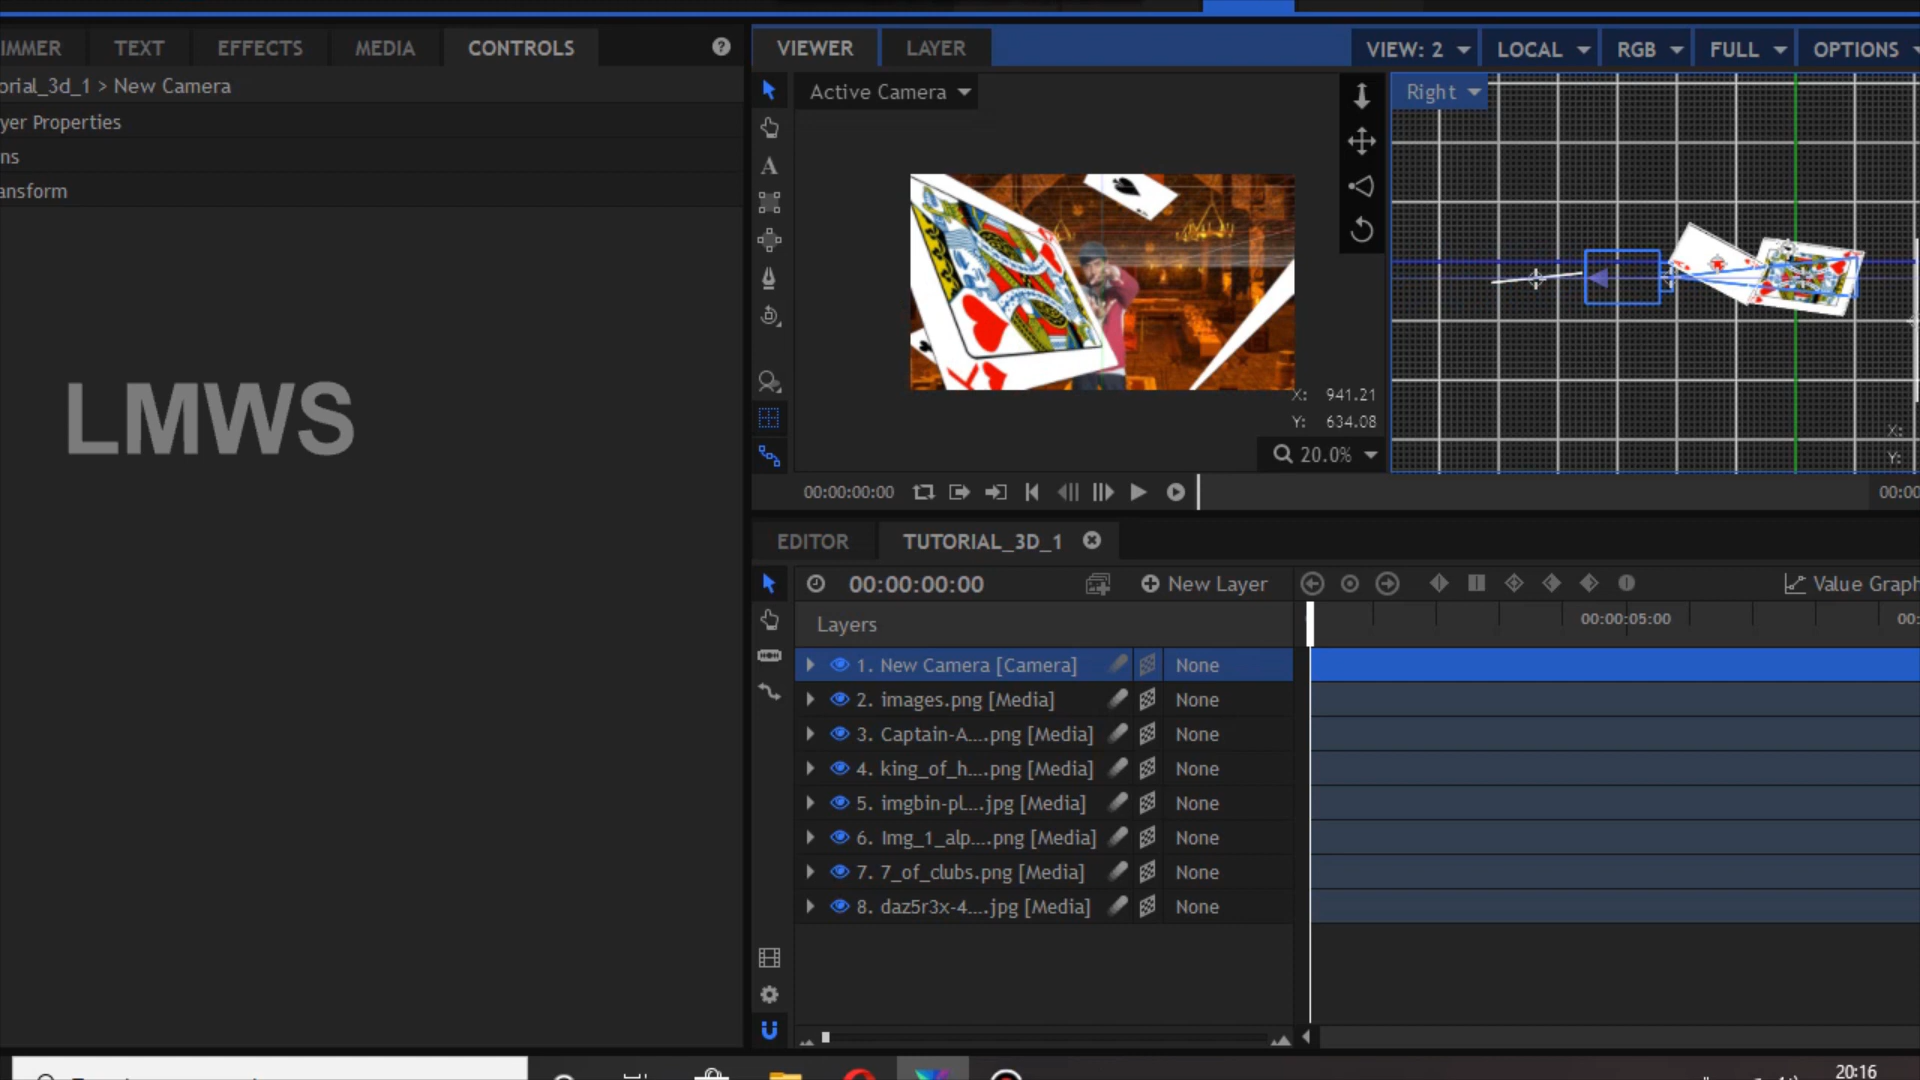 IMMER TEXT EFFECTS MEDIA CONTROLS
orial_3d_1 > New Camera
yer Properties
ns
ansform
LMWS
VIEWER LAYER
VIEW: 2 LOCAL RGB FULL OPTIONS
Active Camera
Right
X: 941.21
Y: 634.08
20.0%
X:
Y:
00:00:00:00
00:00
EDITOR TUTORIAL_3D_1
00:00:00:00 New Layer Value Graph
Layers
00:00:05:00 00:
1. New Camera [Camera] None
2. images.png [Media] None
3. Captain-A....png [Media] None
4. king_of_h....png [Media] None
5. imgbin-pl....jpg [Media] None
6. Img_1_alp....png [Media] None
7. 7_of_clubs.png [Media] None
8. daz5r3x-4....jpg [Media] None
20:16